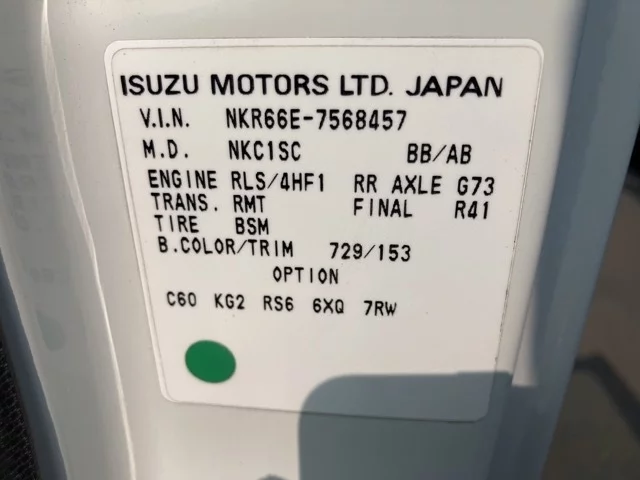 ISUZU MOTORS LTD. JAPAN
V.I.N. NKR66E-7568457
M.D. NKC1SC BB/AB
ENGINE RLS/4HF1 RR AXLE G73
TRANS. RMT FINAL R41
TIRE BSM
B.COLOR/TRIM 729/153
OPTION
C60 KG2 RS6 6XQ 7RW